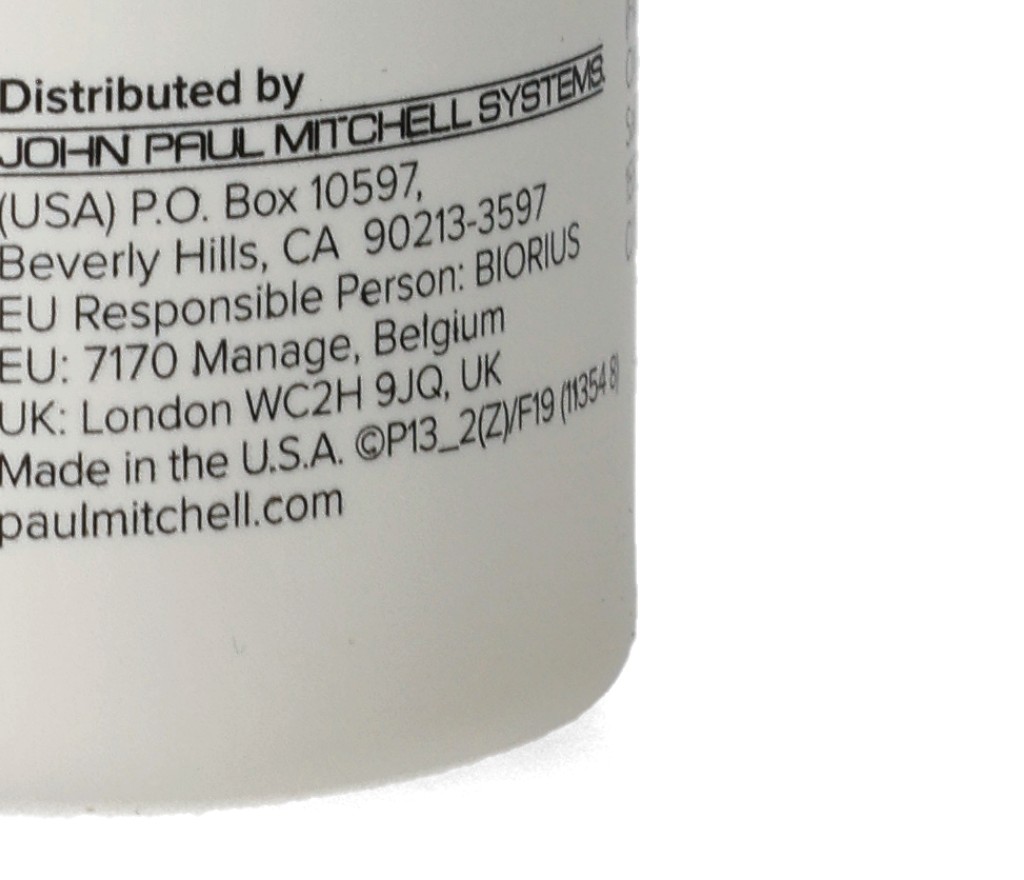 Distributed by
JOHN PAUL MITCHELL SYSTEMS
(USA) P.O. Box 10597,
Beverly Hills, CA 90213-3597
EU Responsible Person: BIORIUS
EU: 7170 Manage, Belgium
UK: London WC2H 9JQ, UK
Made in the U.S.A. ©P13_2(Z)/F19 (11354 8)
paulmitchell.com